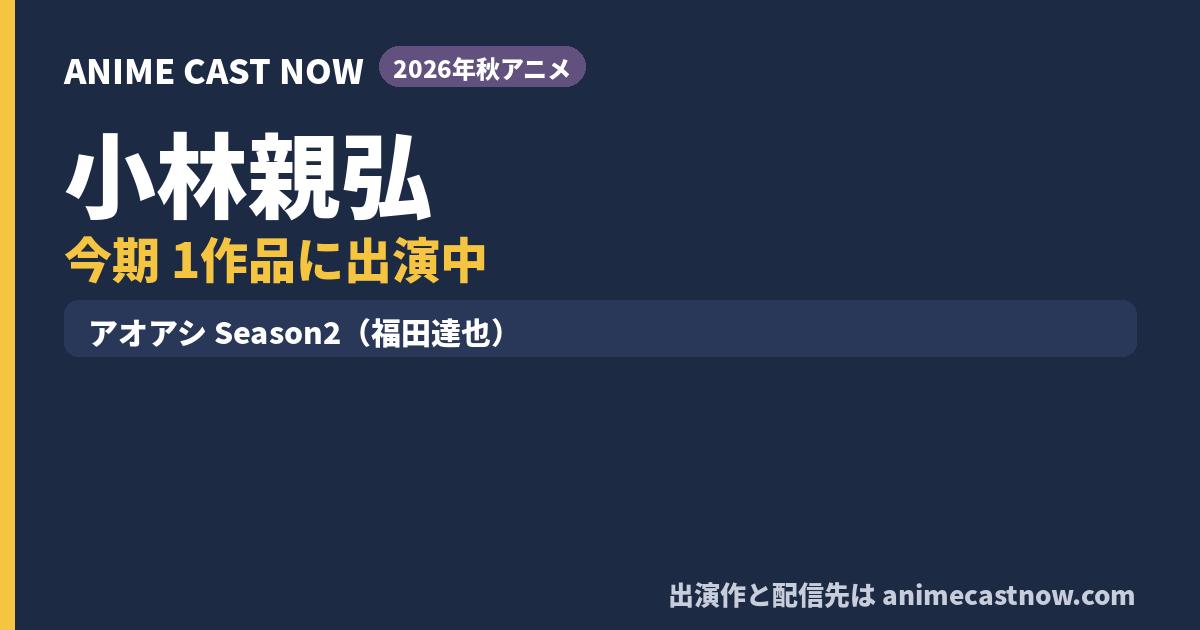 ANIME CAST NOW 2026年秋アニメ
小林親弘
今期 1作品に出演中
アオアシ Season2（福田達也）
出演作と配信先は animecastnow.com